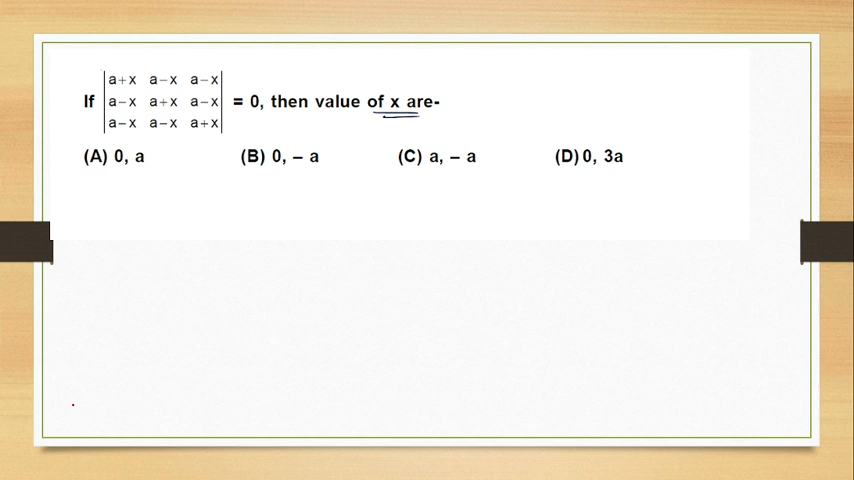 If | a+x a−x a−x |
| a−x a+x a−x | = 0, then value of x are-
| a−x a−x a+x |
(A) 0, a (B) 0, − a (C) a, − a (D) 0, 3a